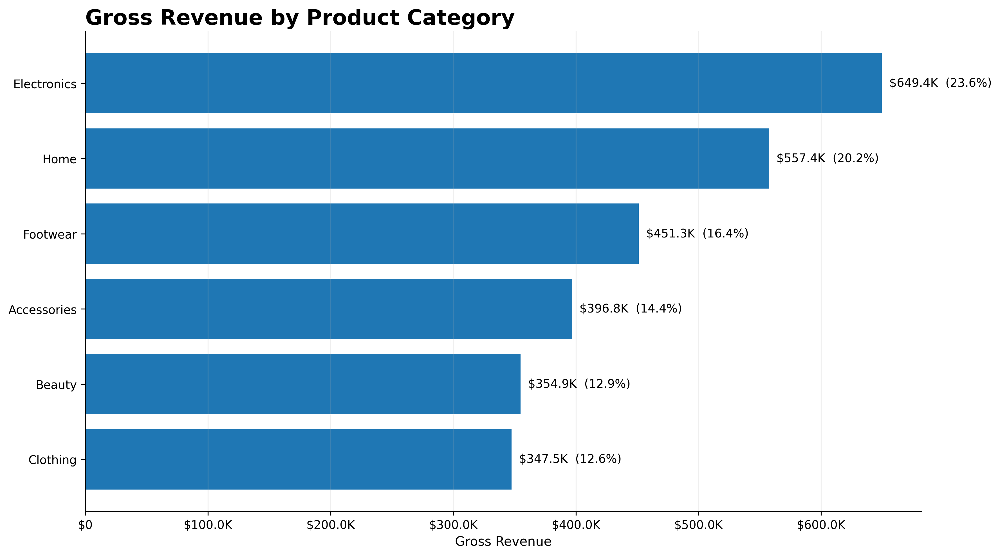 Gross Revenue by Product Category
Electronics
$649.4K (23.6%)
Home
$557.4K (20.2%)
Footwear
$451.3K (16.4%)
Accessories
$396.8K (14.4%)
Beauty
$354.9K (12.9%)
Clothing
$347.5K (12.6%)
$0 $100.0K $200.0K $300.0K $400.0K $500.0K $600.0K
Gross Revenue